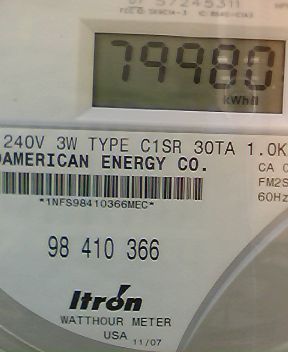 57245311
79980
kWh
240V 3W TYPE C1SR 30TA 1.0K
AMERICAN ENERGY CO.
CA
*1NFS98410366MEC*
FM2S
60Hz
98 410 366
Itron
WATTHOUR METER
USA 11/07